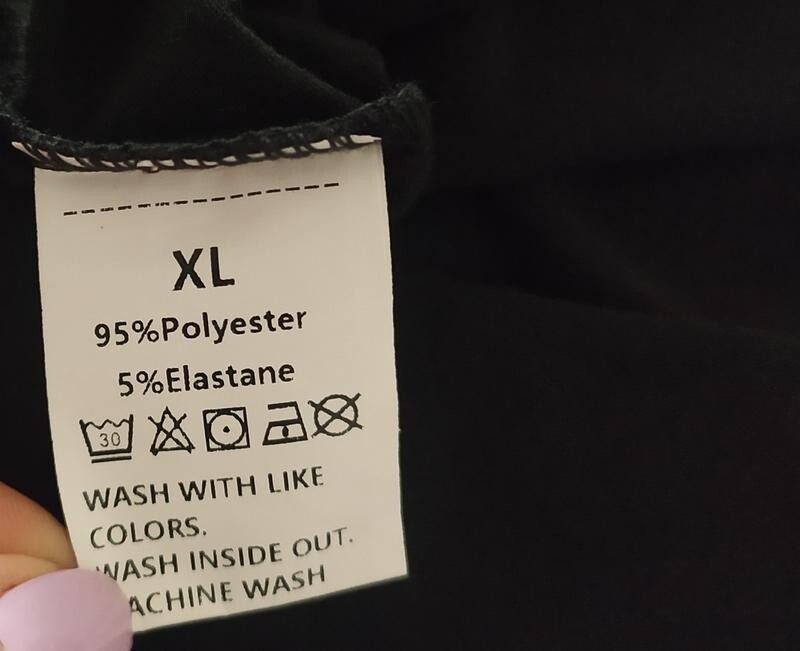 XL
95%Polyester
5%Elastane
30
WASH WITH LIKE
COLORS.
WASH INSIDE OUT.
MACHINE WASH